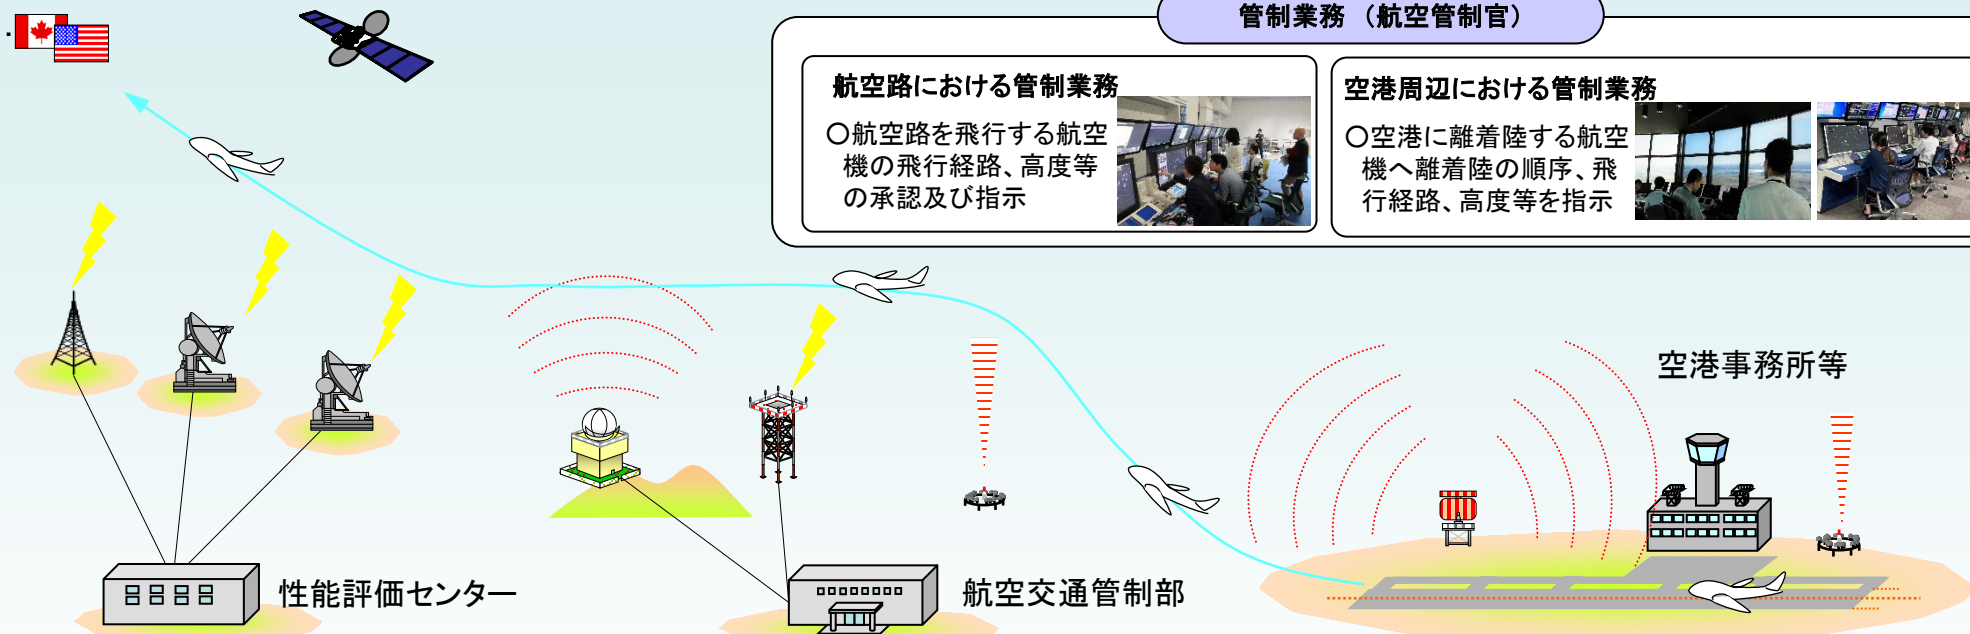 管制業務 （航空管制官）
航空路における管制業務
〇航空路を飛行する航空
機の飛行経路、高度等
の承認及び指示
空港周辺における管制業務
〇空港に離着陸する航空
機へ離着陸の順序、飛
行経路、高度等を指示
空港事務所等
性能評価センター
航空交通管制部